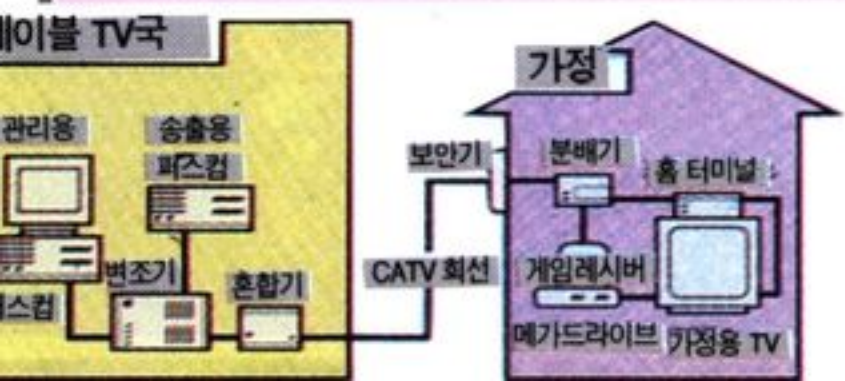 케이블 TV국
가정
관리용
송출용
퍼스컴
보안기
분배기
홈 터미널
변조기
혼합기
CATV 회선
게임레시버
퍼스컴
메가드라이브
가정용 TV